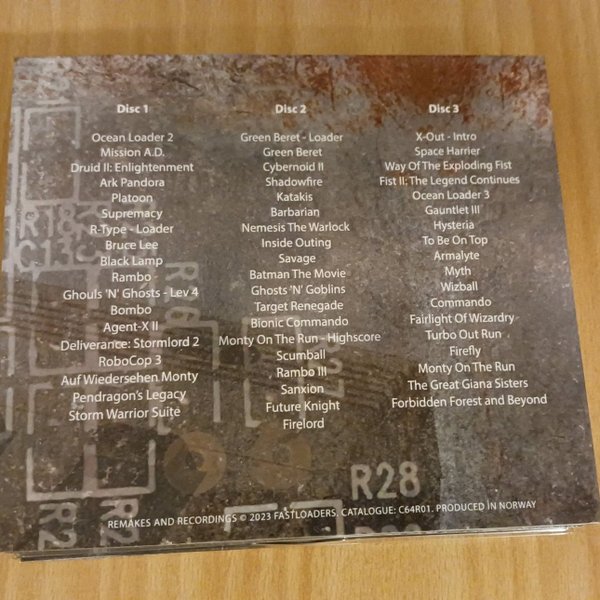 Disc 1
Ocean Loader 2
Mission A.D.
Druid II: Enlightenment
Ark Pandora
Platoon
Supremacy
R-Type - Loader
Bruce Lee
Black Lamp
Rambo
Ghouls 'N' Ghosts - Lev 4
Bombo
Agent-X II
Deliverance: Stormlord 2
RoboCop 3
Auf Wiedersehen Monty
Pendragon's Legacy
Storm Warrior Suite
Disc 2
Green Beret - Loader
Green Beret
Cybernoid II
Shadowfire
Katakis
Barbarian
Nemesis The Warlock
Inside Outing
Savage
Batman The Movie
Ghosts 'N' Goblins
Target Renegade
Bionic Commando
Monty On The Run - Highscore
Scumball
Rambo III
Sanxion
Future Knight
Firelord
Disc 3
X-Out - Intro
Space Harrier
Way Of The Exploding Fist
Fist II: The Legend Continues
Ocean Loader 3
Gauntlet III
Hysteria
To Be On Top
Armalyte
Myth
Wizball
Commando
Fairlight Of Wizardry
Turbo Out Run
Firefly
Monty On The Run
The Great Giana Sisters
Forbidden Forest and Beyond
R28
REMAKES AND RECORDINGS © 2023 FASTLOADERS. CATALOGUE: C64R01. PRODUCED IN NORWAY